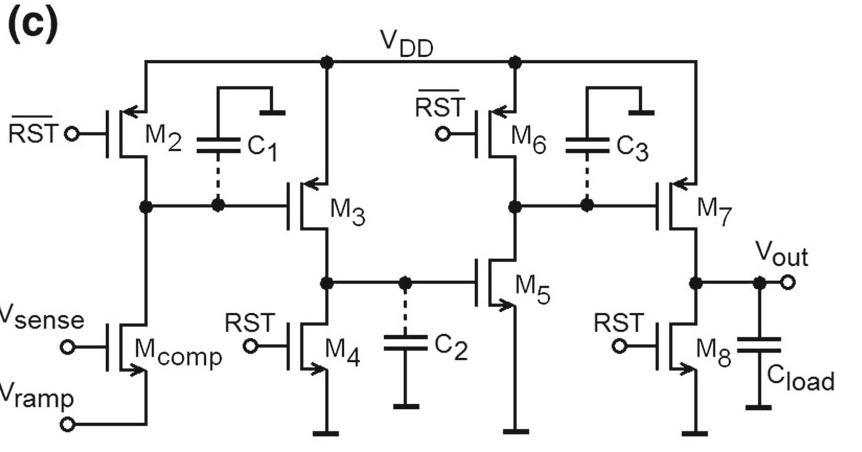 (c)
VDD
RST
M2
C1
M3
RST
M6
C3
M7
Vout
Vsense
Mcomp
RST
M4
C2
M5
RST
M8
Cload
Vramp